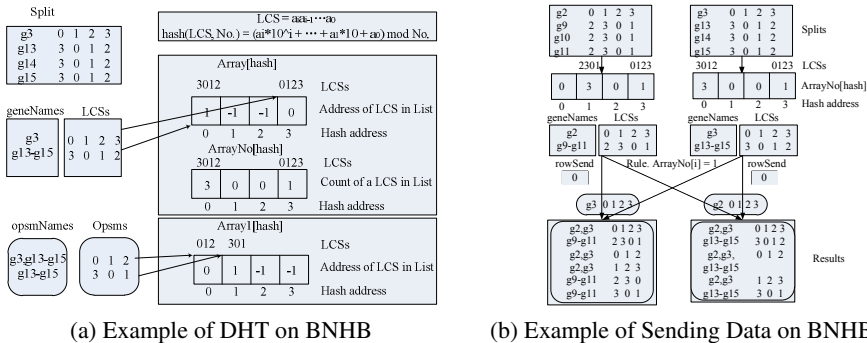 Split
g3 0 1 2 3
g13 3 0 1 2
g14 3 0 1 2
g15 3 0 1 2
LCS = aiai-1···a0
hash(LCS, No.) = (ai*10^i + ··· + a1*10 + a0) mod No.
Array[hash]
3012 0123 LCSs
1 -1 -1 0 Address of LCS in List
0 1 2 3 Hash address
geneNames LCSs
g3 0 1 2 3
g13-g15 3 0 1 2
ArrayNo[hash]
3012 0123 LCSs
3 0 0 1 Count of a LCS in List
0 1 2 3 Hash address
opsmNames Opsms
g3,g13-g15 0 1 2
g13-g15 3 0 1
Array1[hash]
012 301 LCSs
0 1 -1 -1 Address of LCS in List
0 1 2 3 Hash address
(a) Example of DHT on BNHB
g2 0 1 2 3
g9 2 3 0 1
g10 2 3 0 1
g11 2 3 0 1
g3 0 1 2 3
g13 3 0 1 2
g14 3 0 1 2
g15 3 0 1 2
Splits
2301 0123 3012 0123 LCSs
0 3 0 1 3 0 0 1 ArrayNo[hash]
0 1 2 3 0 1 2 3 Hash address
geneNames LCSs geneNames LCSs
g2 0 1 2 3 g3 0 1 2 3
g9-g11 2 3 0 1 g13-g15 3 0 1 2
rowSend Rule. ArrayNo[i] = 1 rowSend
0 0
g3 0 1 2 3 g2 0 1 2 3
g2,g3 0 1 2 3
g9-g11 2 3 0 1
g2,g3 0 1 2
g2,g3 1 2 3
g9-g11 2 3 0
g9-g11 3 0 1
g2,g3 0 1 2 3
g13-g15 3 0 1 2
g2,g3, 0 1 2
g13-g15
g2,g3 1 2 3
g13-g15 3 0 1
Results
(b) Example of Sending Data on BNHB